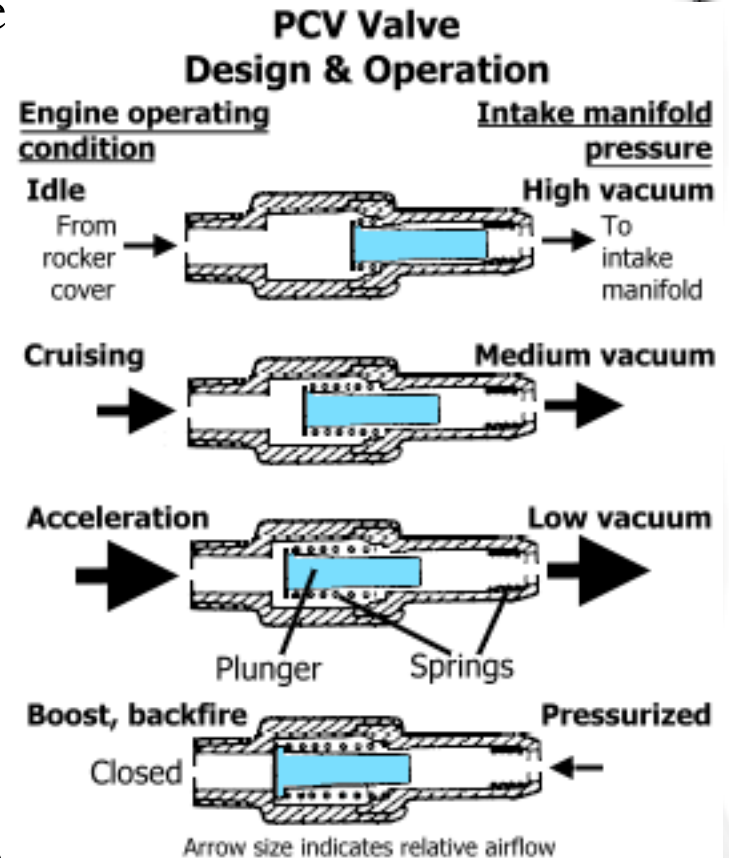 PCV Valve
Design & Operation
Engine operating
condition
Intake manifold
pressure
Idle
High vacuum
From
rocker
cover
To
intake
manifold
Cruising
Medium vacuum
Acceleration
Low vacuum
Plunger
Springs
Boost, backfire
Pressurized
Closed
Arrow size indicates relative airflow